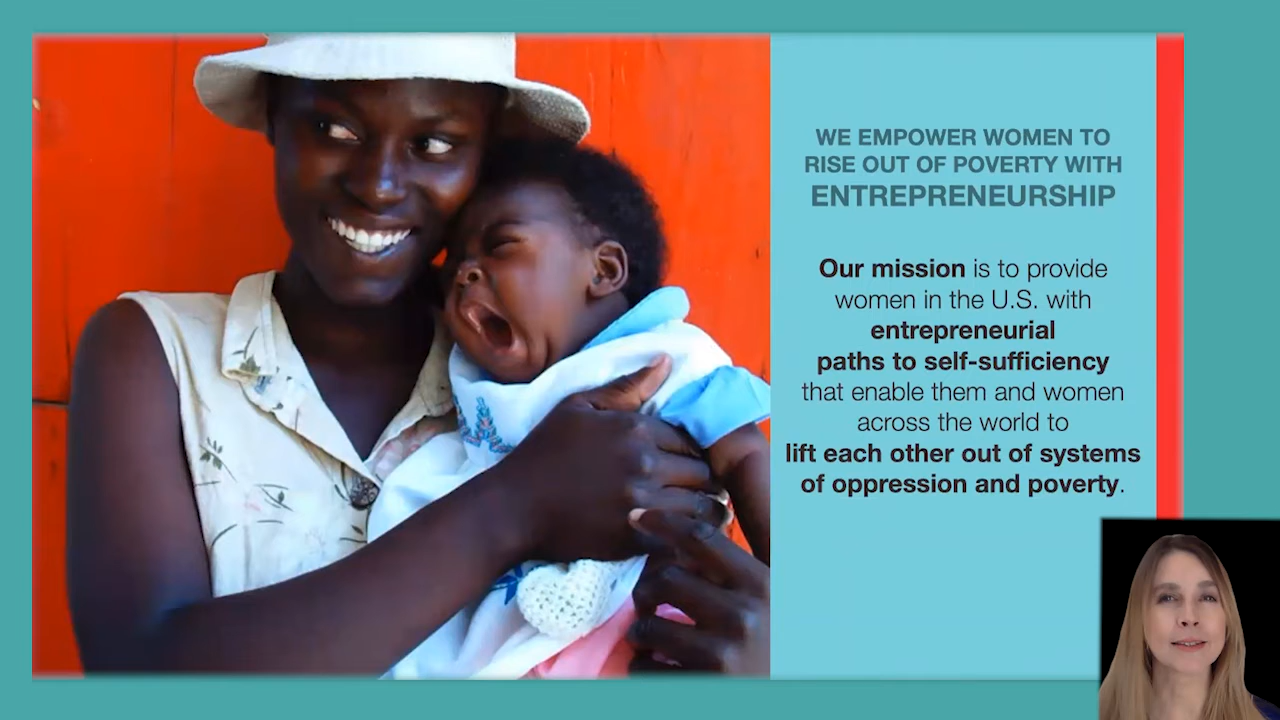 WE EMPOWER WOMEN TO
RISE OUT OF POVERTY WITH
ENTREPRENEURSHIP
Our mission is to provide
women in the U.S. with
entrepreneurial
paths to self-sufficiency
that enable them and women
across the world to
lift each other out of systems
of oppression and poverty.